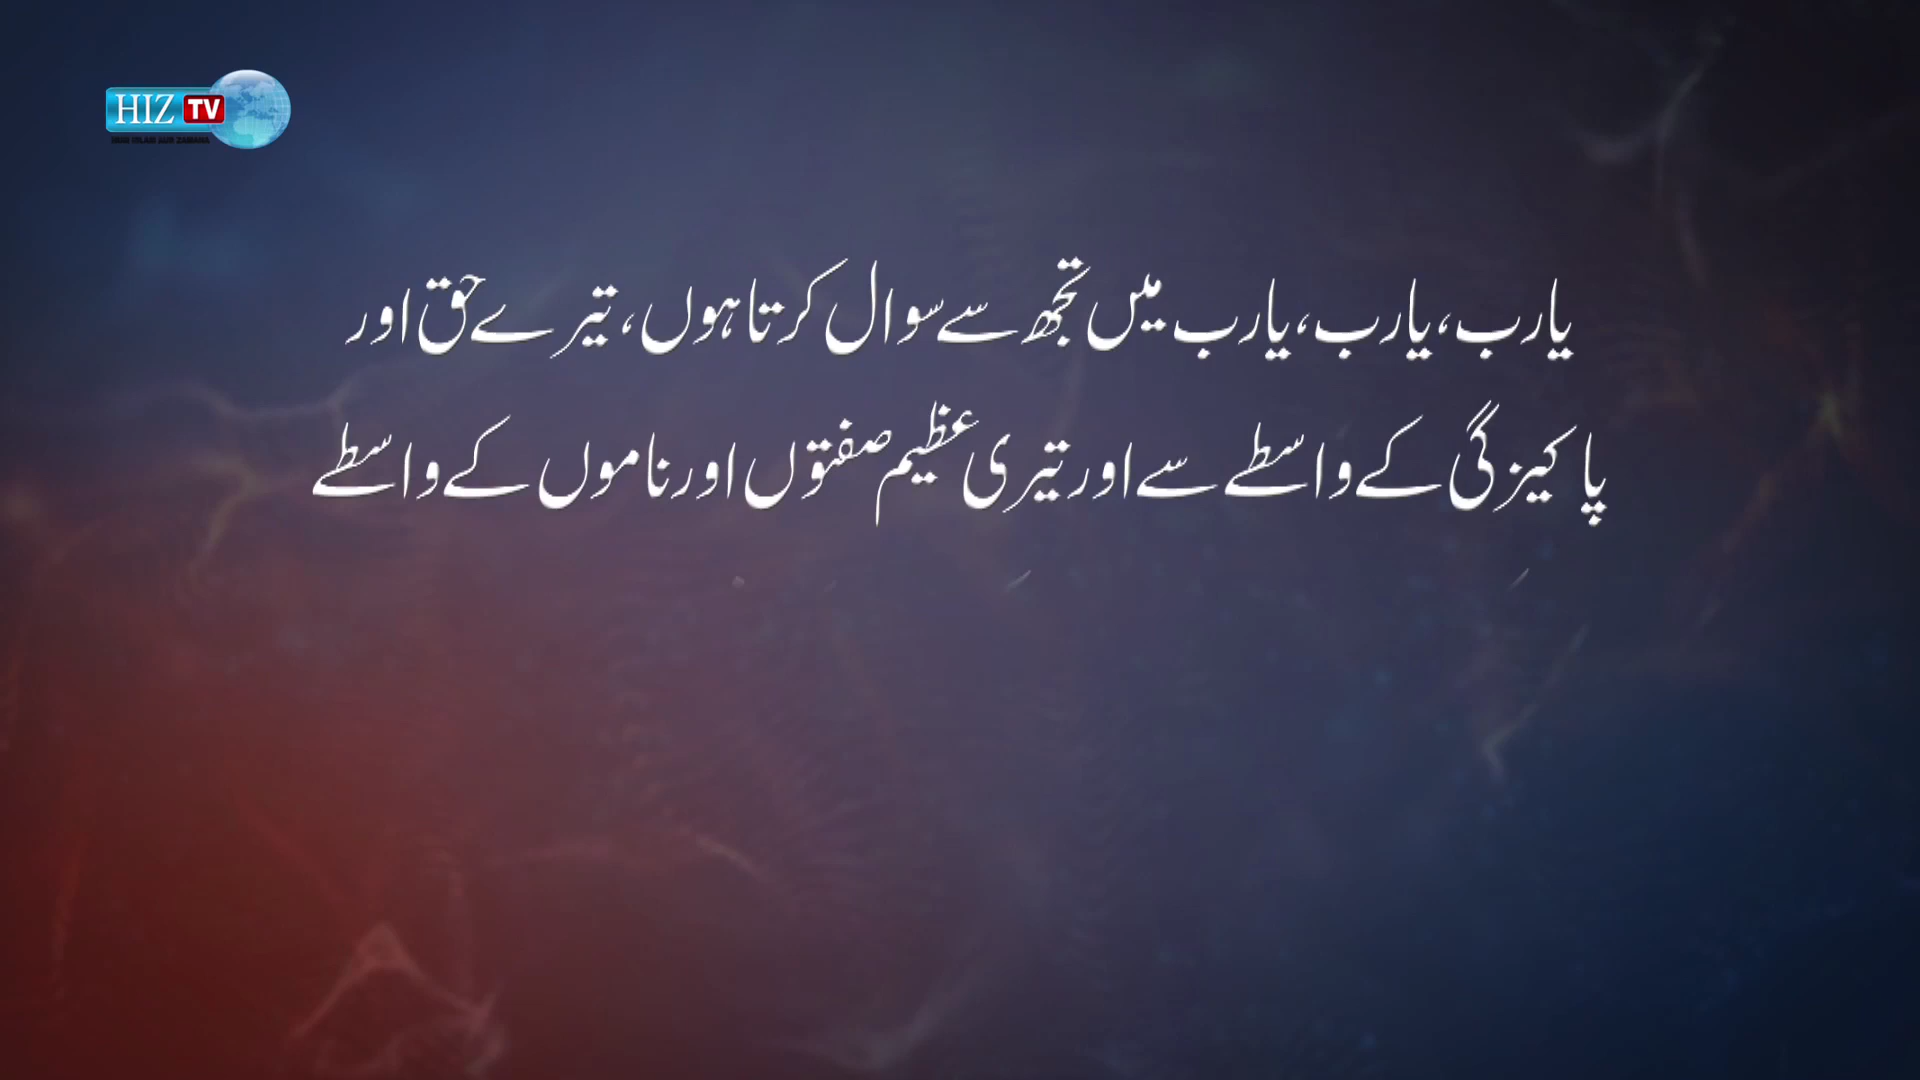 HIZ TV
یارب، یارب، یارب میں تجھ سے سوال کرتا ہوں، تیرے حق اور
پاکیزگی کے واسطے سے اور تیری عظیم صفتوں اور ناموں کے واسطے